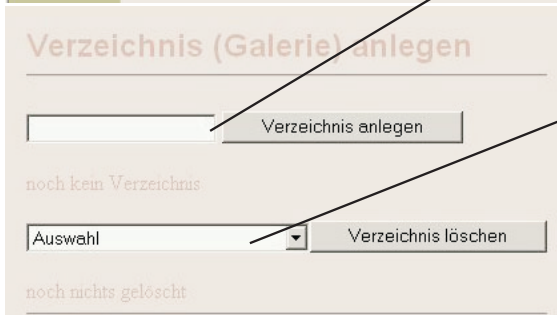 Verzeichnis (Galerie) anlegen
Verzeichnis anlegen
noch kein Verzeichnis
Auswahl Verzeichnis löschen
noch nichts gelöscht